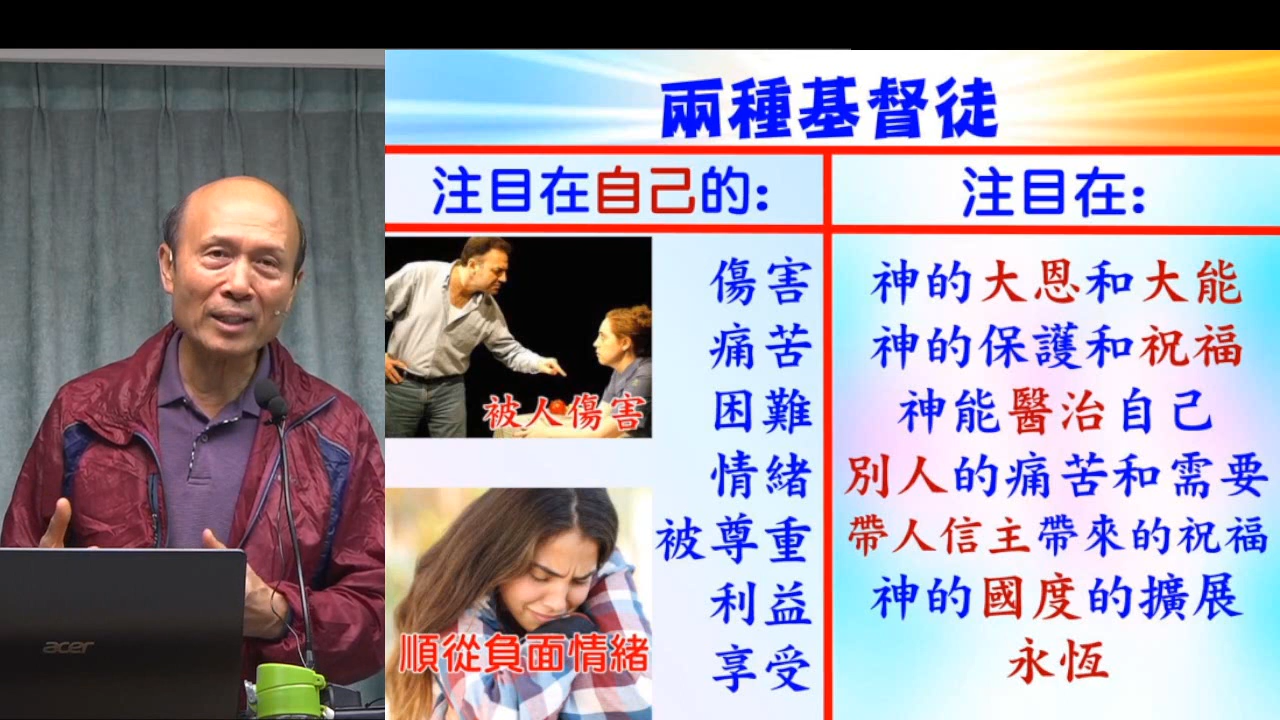 兩種基督徒
注目在自己的:
傷害
痛苦
困難
情緒
被尊重
利益
享受
被人傷害
順從負面情緒
注目在:
神的大恩和大能
神的保護和祝福
神能醫治自己
別人的痛苦和需要
帶人信主帶來的祝福
神的國度的擴展
永恆
acer